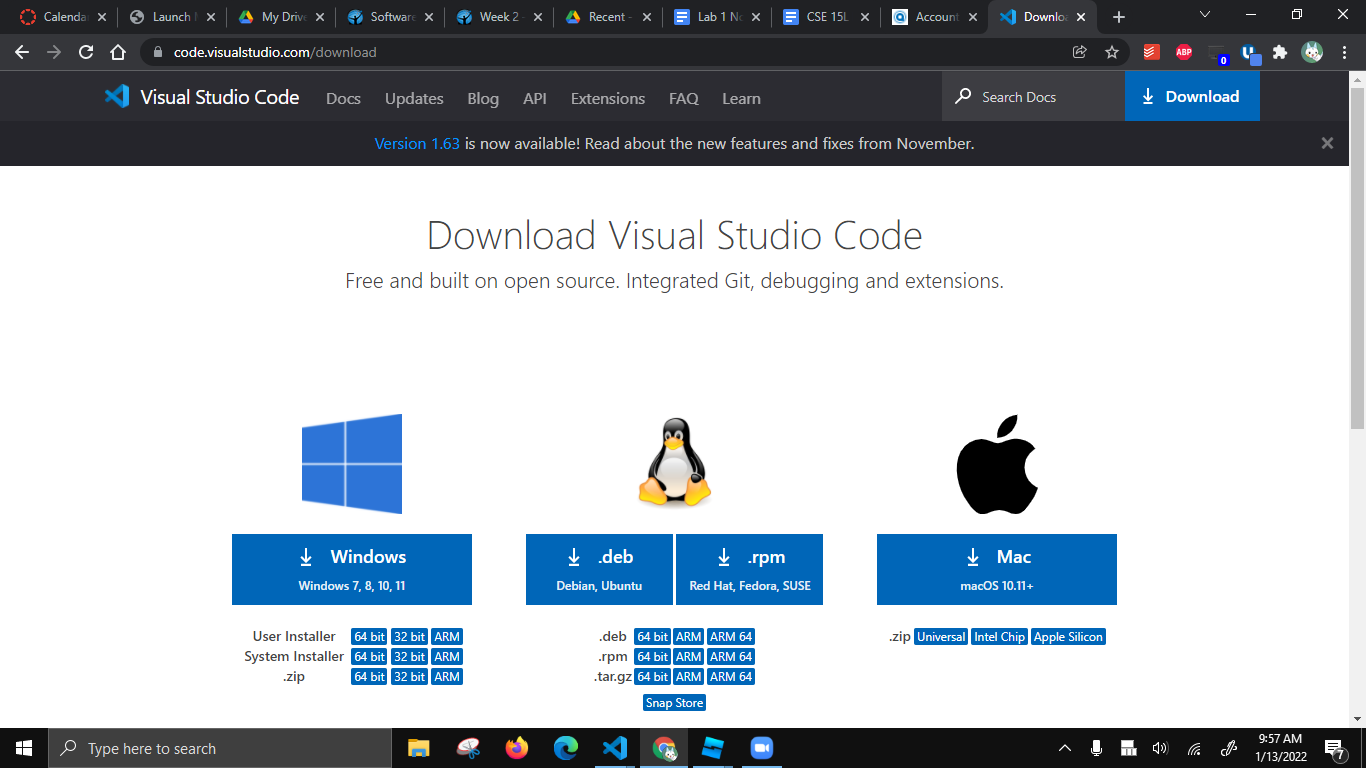 Calenda
Launch
My Drive
Software
Week 2 -
Recent -
Lab 1 No
CSE 15L
Account
Downloa
code.visualstudio.com/download
ABP
0
Visual Studio Code
Docs
Updates
Blog
API
Extensions
FAQ
Learn
Search Docs
Download
Version 1.63 is now available! Read about the new features and fixes from November.
Download Visual Studio Code
Free and built on open source. Integrated Git, debugging and extensions.
Windows
Windows 7, 8, 10, 11
.deb
Debian, Ubuntu
.rpm
Red Hat, Fedora, SUSE
Mac
macOS 10.11+
User Installer 64 bit 32 bit ARM
System Installer 64 bit 32 bit ARM
.zip 64 bit 32 bit ARM
.deb 64 bit ARM ARM 64
.rpm 64 bit ARM ARM 64
.tar.gz 64 bit ARM ARM 64
Snap Store
.zip Universal Intel Chip Apple Silicon
Type here to search
9:57 AM
1/13/2022
7